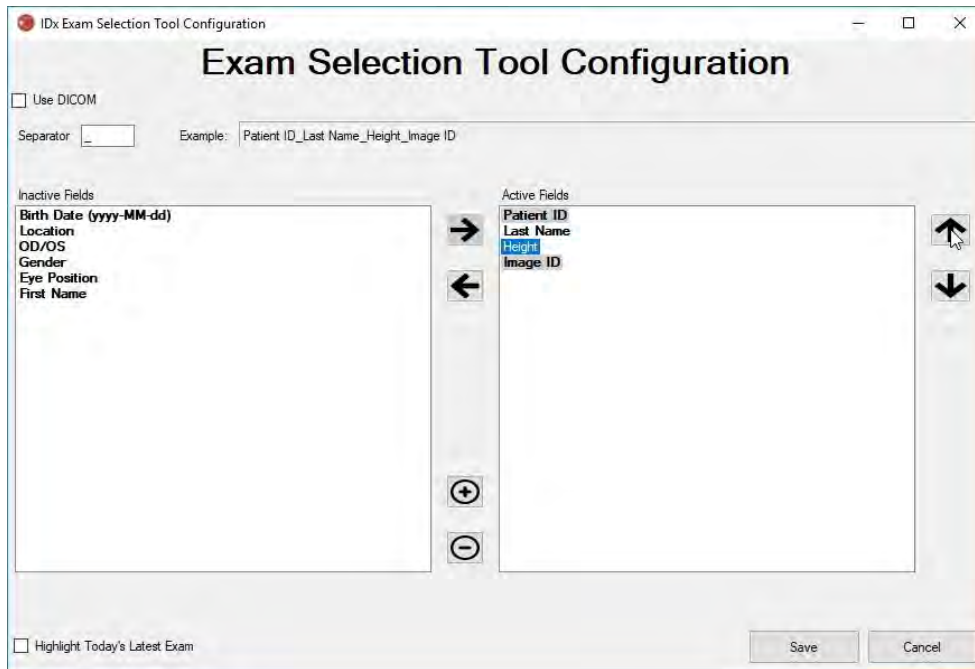 IDx Exam Selection Tool Configuration
Exam Selection Tool Configuration
Use DICOM
Separator _ Example: Patient ID_Last Name_Height_Image ID
Inactive Fields
Birth Date (yyyy-MM-dd)
Location
OD/OS
Gender
Eye Position
First Name
Active Fields
Patient ID
Last Name
Height
Image ID
Highlight Today's Latest Exam
Save Cancel